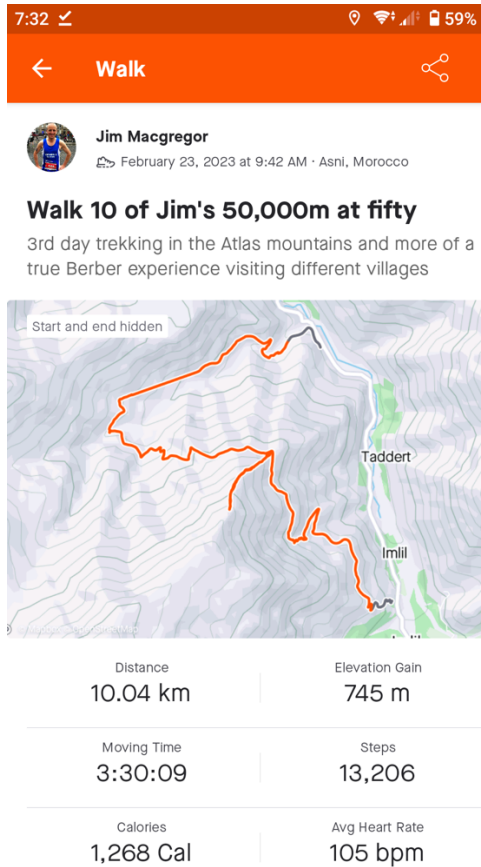 7:32
59%
Walk
Jim Macgregor
February 23, 2023 at 9:42 AM · Asni, Morocco
Walk 10 of Jim's 50,000m at fifty
3rd day trekking in the Atlas mountains and more of a
true Berber experience visiting different villages
Start and end hidden
Taddert
Imlil
Distance
10.04 km
Elevation Gain
745 m
Moving Time
3:30:09
Steps
13,206
Calories
1,268 Cal
Avg Heart Rate
105 bpm